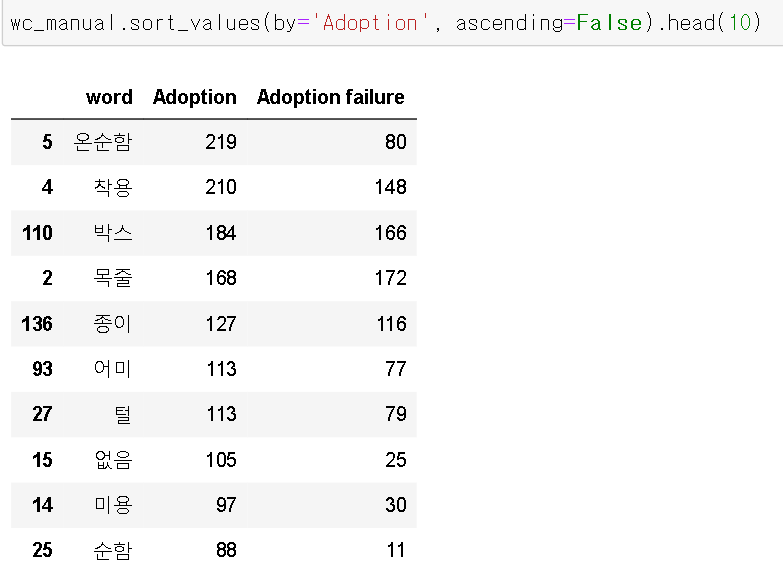 wc_manual.sort_values(by='Adoption', ascending=False).head(10)
word Adoption Adoption failure
5 온순함 219 80
4 착용 210 148
110 박스 184 166
2 목줄 168 172
136 종이 127 116
93 어미 113 77
27 털 113 79
15 없음 105 25
14 미용 97 30
25 순함 88 11